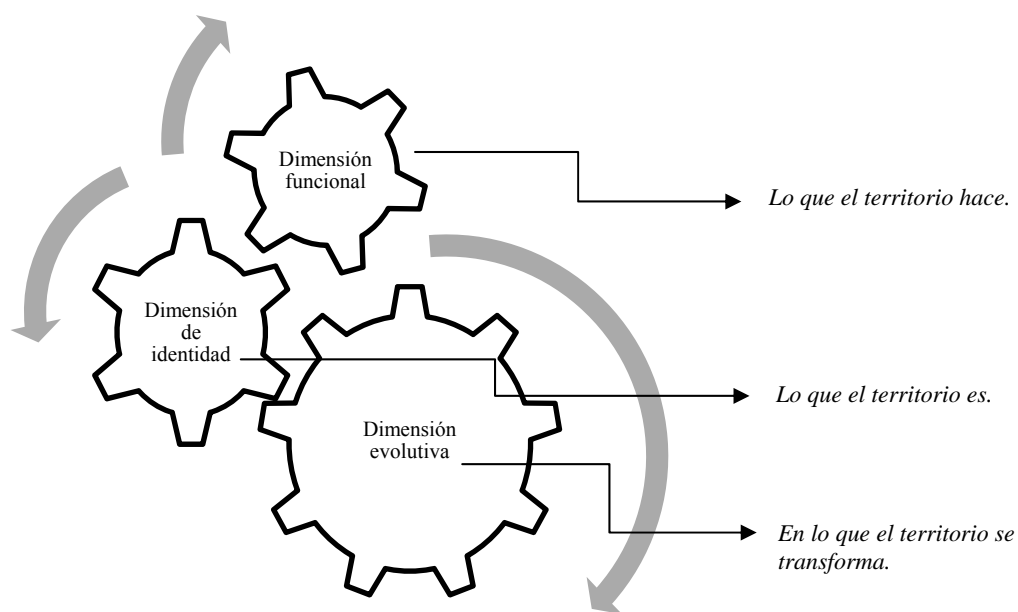 Dimensión
funcional
Lo que el territorio hace.
Dimensión
de
identidad
Lo que el territorio es.
Dimensión
evolutiva
En lo que el territorio se
transforma.